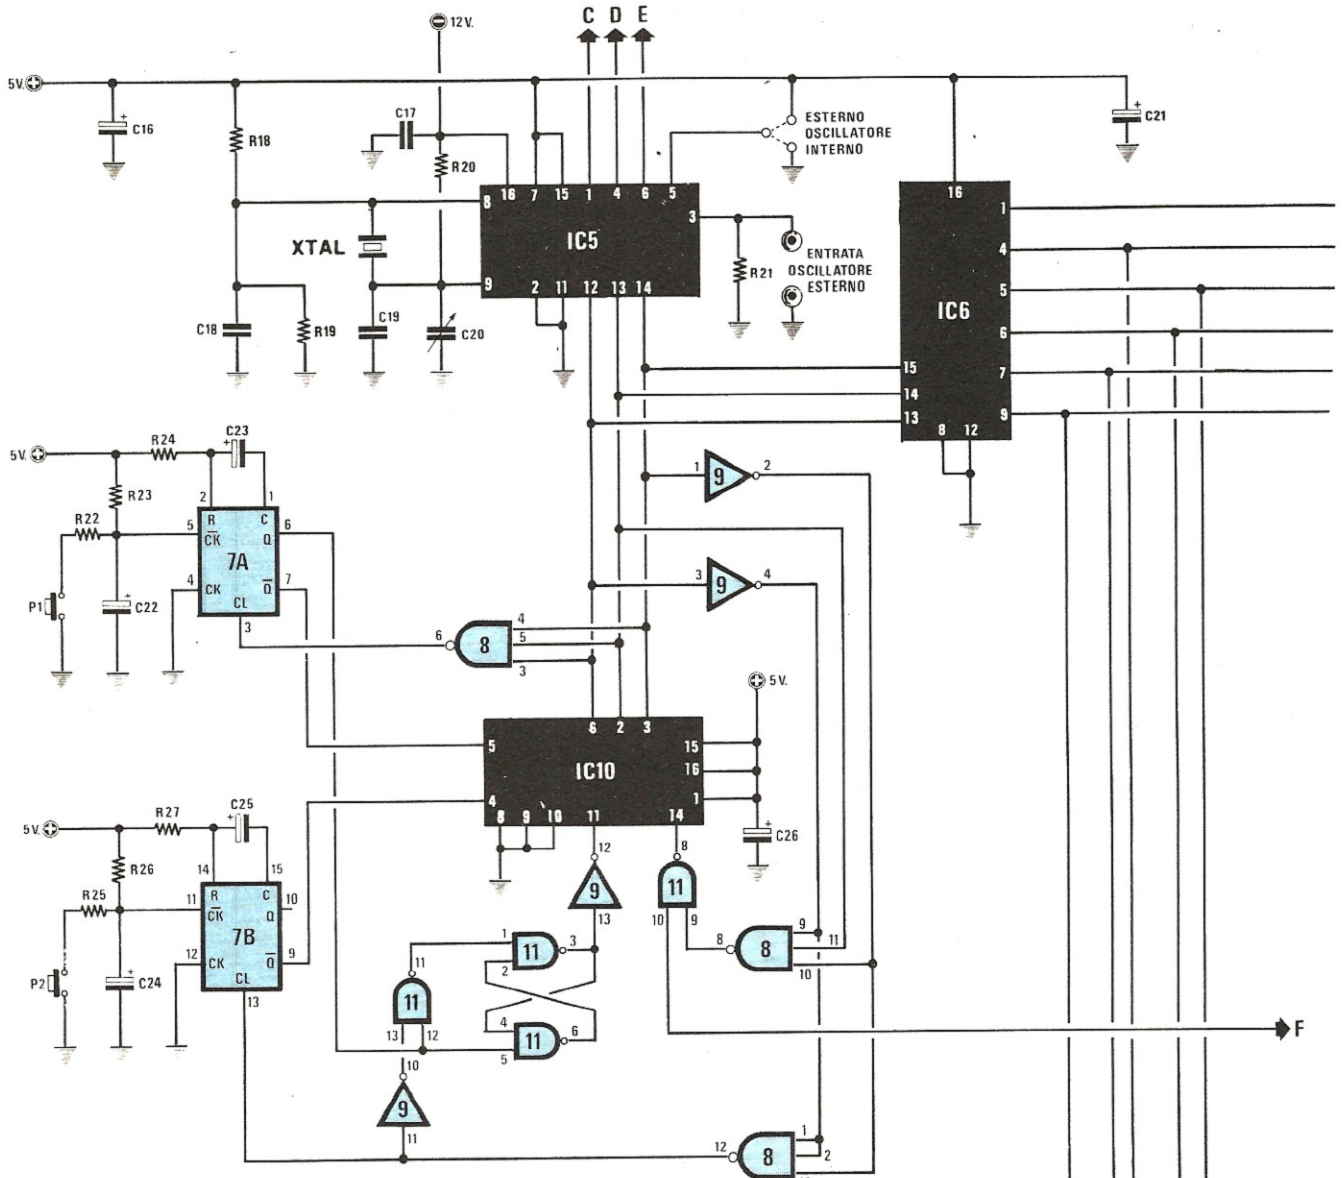 C D E
12 V.
5V.
C16
R18
C17
R20
ESTERNO
OSCILLATORE
INTERNO
C21
8 16 7 15 1 4 6 5
3
IC5
XTAL
9
2 11 12 13 14
R21
ENTRATA
OSCILLATORE
ESTERNO
C18
R19
C19
C20
16
1
4
5
IC6
6
7
9
15
14
13
8 12
5V.
R24
C23
R23
R22
2 1
5 R C 6
CK Q
7A
4 CK Q 7
CL
3
P1
C22
1 9 2
3 9 4
6 8 4
5
3
5 V.
6 2 3
5
IC10
15
16
4
1
8 9 10 11 14
C26
5V.
R27
C25
R26
R25
14 15
11 R C 10
CK Q
7B
12 CK Q 9
CL
13
P2
C24
12
9
13
8
11
10 9
8 8 9
11
10
1 11 3
2
11
11
13 12
4 11 6
5
F
10
9
11
12 8 1
2